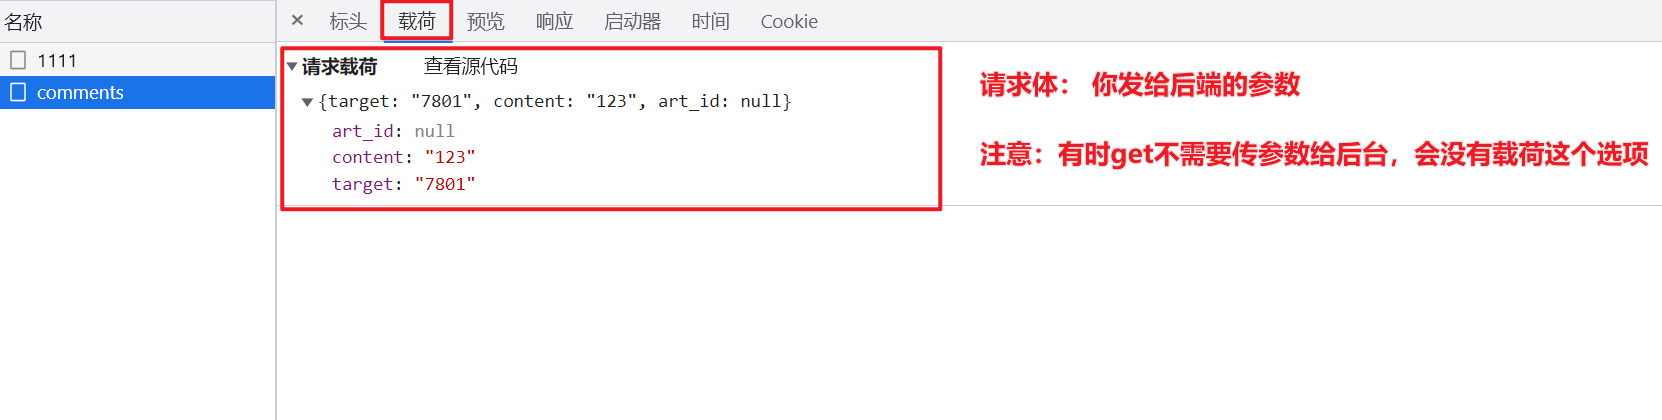 名称
× 标头 载荷 预览 响应 启动器 时间 Cookie
1111
comments
请求载荷 查看源代码
{target: "7801", content: "123", art_id: null}
art_id: null
content: "123"
target: "7801"
请求体： 你发给后端的参数
注意：有时get不需要传参数给后台，会没有载荷这个选项